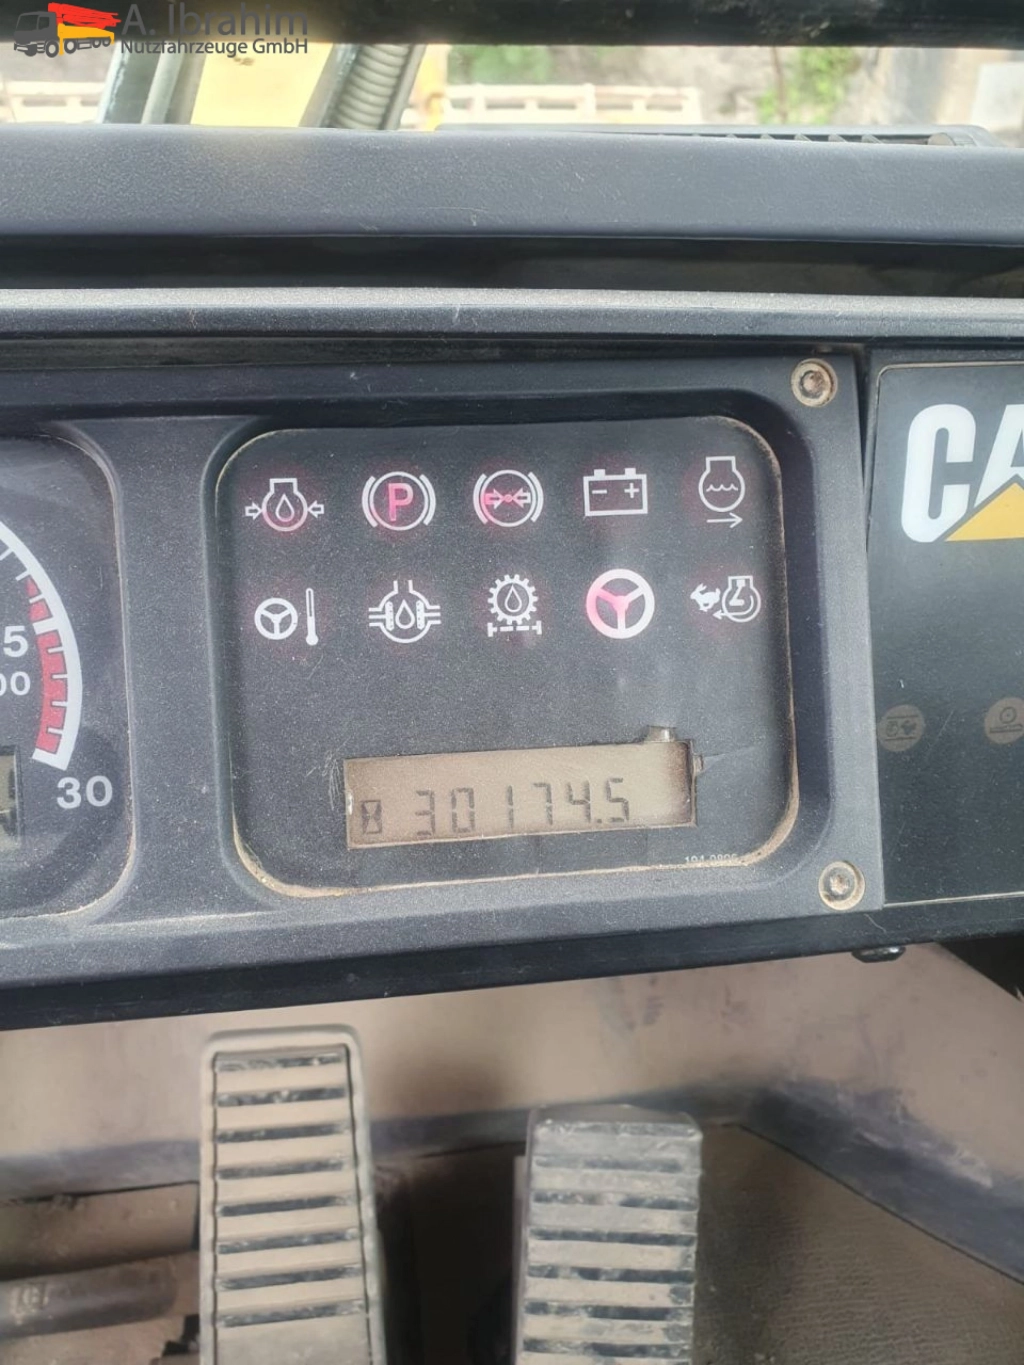 A. Ibrahim
Nutzfahrzeuge GmbH
P
CA
5
00
30
30174.5